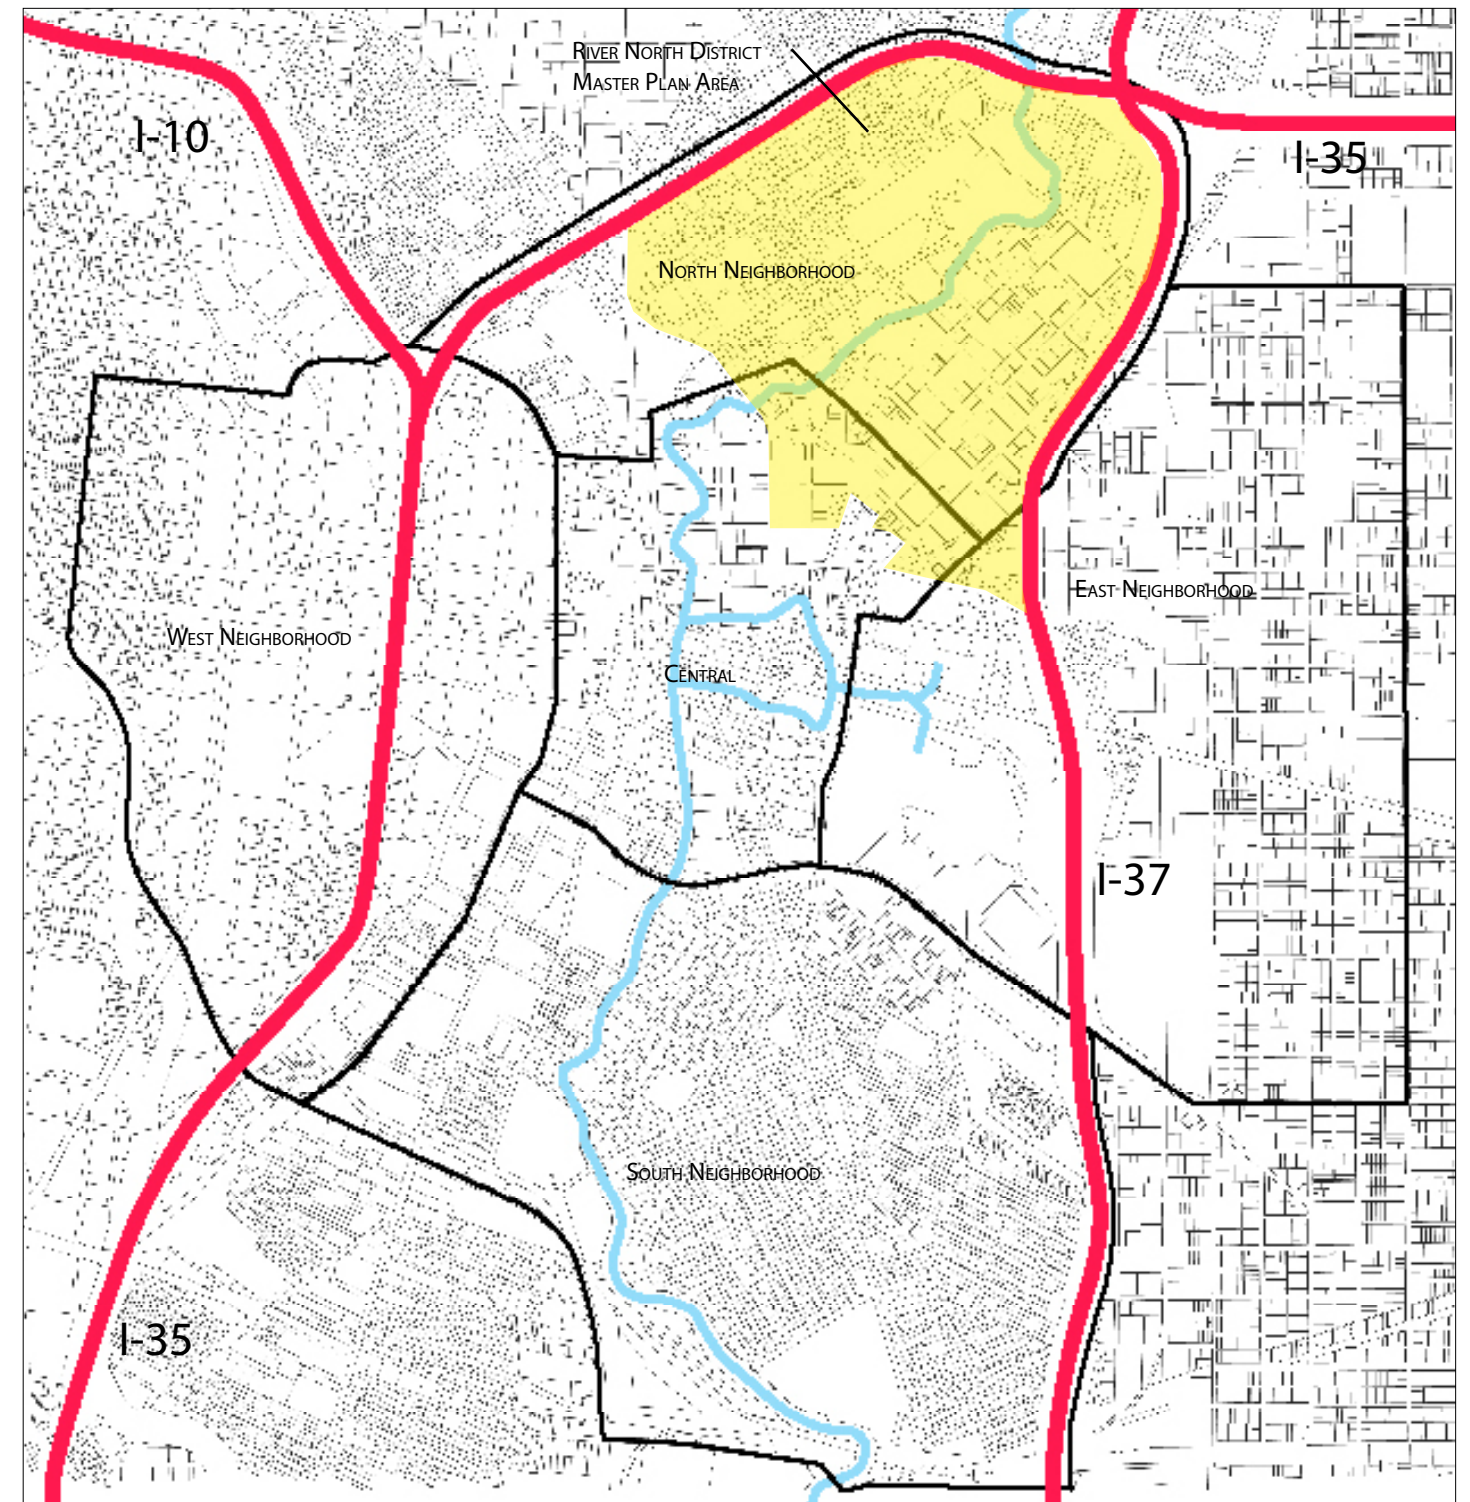 River North District
Master Plan Area
I-10
I-35
North Neighborhood
East Neighborhood
West Neighborhood
Central
I-37
South Neighborhood
I-35